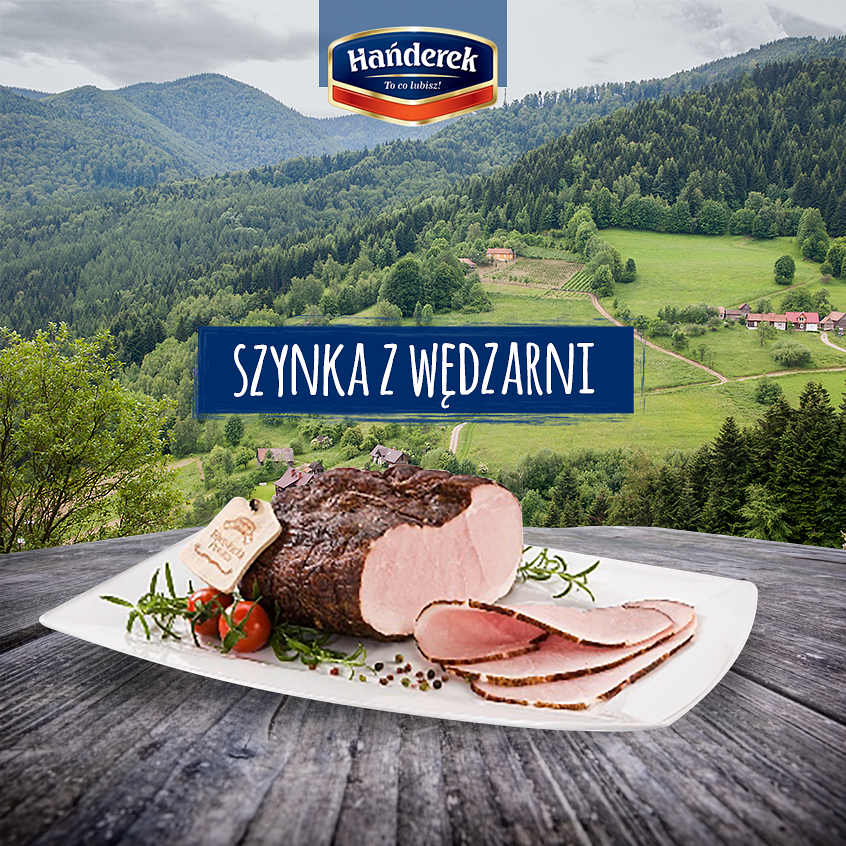 Hańderek
To co lubisz!
SZYNKA Z WĘDZARNI